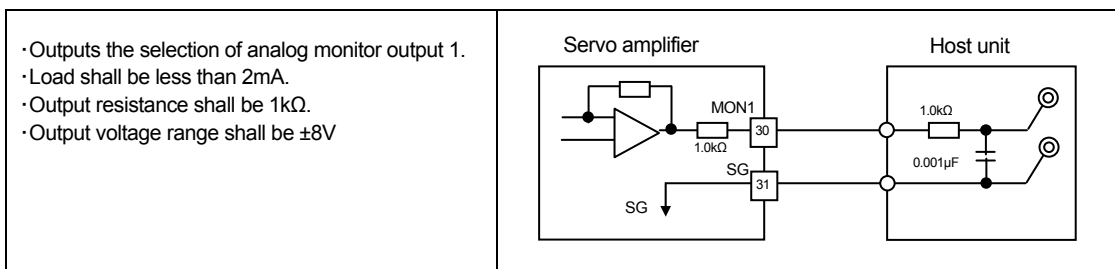 ·Outputs the selection of analog monitor output 1.
·Load shall be less than 2mA.
·Output resistance shall be 1kΩ.
·Output voltage range shall be ±8V
Servo amplifier
Host unit
MON1
30
1.0kΩ
1.0kΩ
0.001μF
SG
31
SG